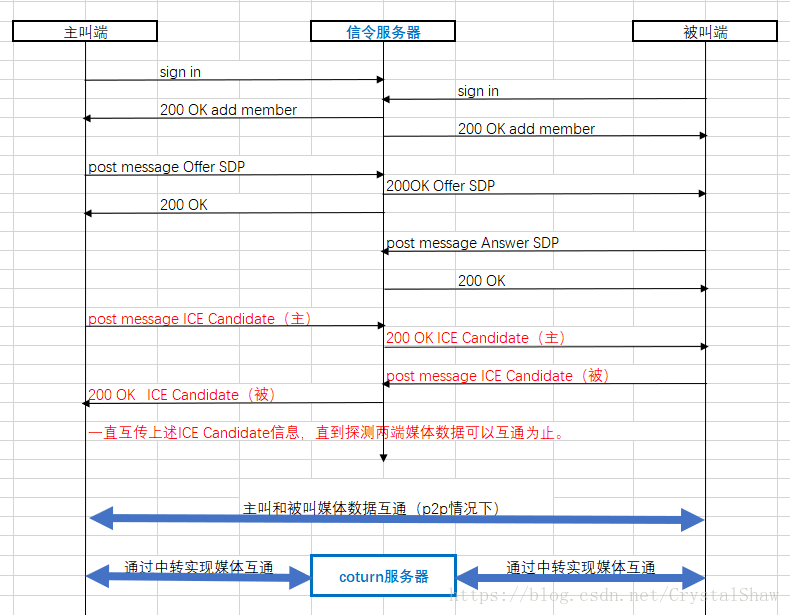 主叫端
信令服务器
被叫端
sign in
sign in
200 OK add member
200 OK add member
post message Offer SDP
200OK Offer SDP
200 OK
post message Answer SDP
200 OK
post message ICE Candidate（主）
200 OK ICE Candidate（主）
post message ICE Candidate（被）
200 OK ICE Candidate（被）
一直互传上述ICE Candidate信息，直到探测两端媒体数据可以互通为止。
主叫和被叫媒体数据互通（p2p情况下）
通过中转实现媒体互通
coturn服务器
通过中转实现媒体互通
https://blog.csdn.net/CrystalShaw